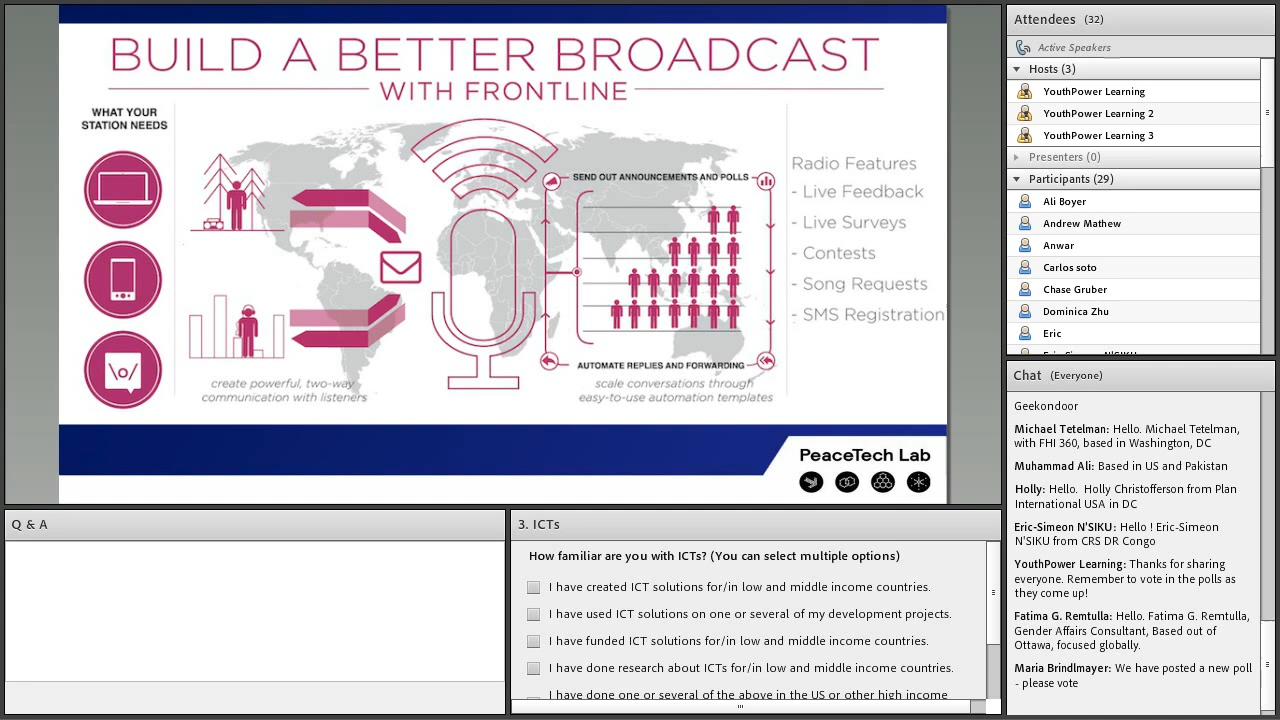 BUILD A BETTER BROADCAST
WITH FRONTLINE
WHAT YOUR
STATION NEEDS
\o/
create powerful, two-way
communication with listeners
SEND OUT ANNOUNCEMENTS AND POLLS
AUTOMATE REPLIES AND FORWARDING
scale conversations through
easy-to-use automation templates
Radio Features
- Live Feedback
- Live Surveys
- Contests
- Song Requests
- SMS Registration
PeaceTech Lab
Attendees (32)
Active Speakers
Hosts (3)
YouthPower Learning
YouthPower Learning 2
YouthPower Learning 3
Presenters (0)
Participants (29)
Ali Boyer
Andrew Mathew
Anwar
Carlos soto
Chase Gruber
Dominica Zhu
Eric
Eric-Simeon N'SIKU
Chat (Everyone)
Geekondoor
Michael Tetelman: Hello. Michael Tetelman,
with FHI 360, based in Washington, DC
Muhammad Ali: Based in US and Pakistan
Holly: Hello. Holly Christofferson from Plan
International USA in DC
Eric-Simeon N'SIKU: Hello ! Eric-Simeon
N'SIKU from CRS DR Congo
YouthPower Learning: Thanks for sharing
everyone. Remember to vote in the polls as
they come up!
Fatima G. Remtulla: Hello. Fatima G. Remtulla,
Gender Affairs Consultant, Based out of
Ottawa, focused globally.
Maria Brindlmayer: We have posted a new poll
- please vote
Q & A
3. ICTs
How familiar are you with ICTs? (You can select multiple options)
I have created ICT solutions for/in low and middle income countries.
I have used ICT solutions on one or several of my development projects.
I have funded ICT solutions for/in low and middle income countries.
I have done research about ICTs for/in low and middle income countries.
I have done one or several of the above in the US or other high income